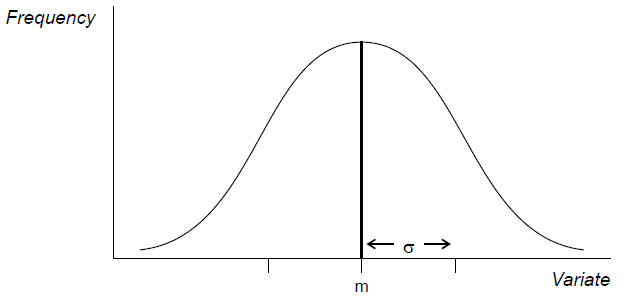 Frequency
σ
m
Variate